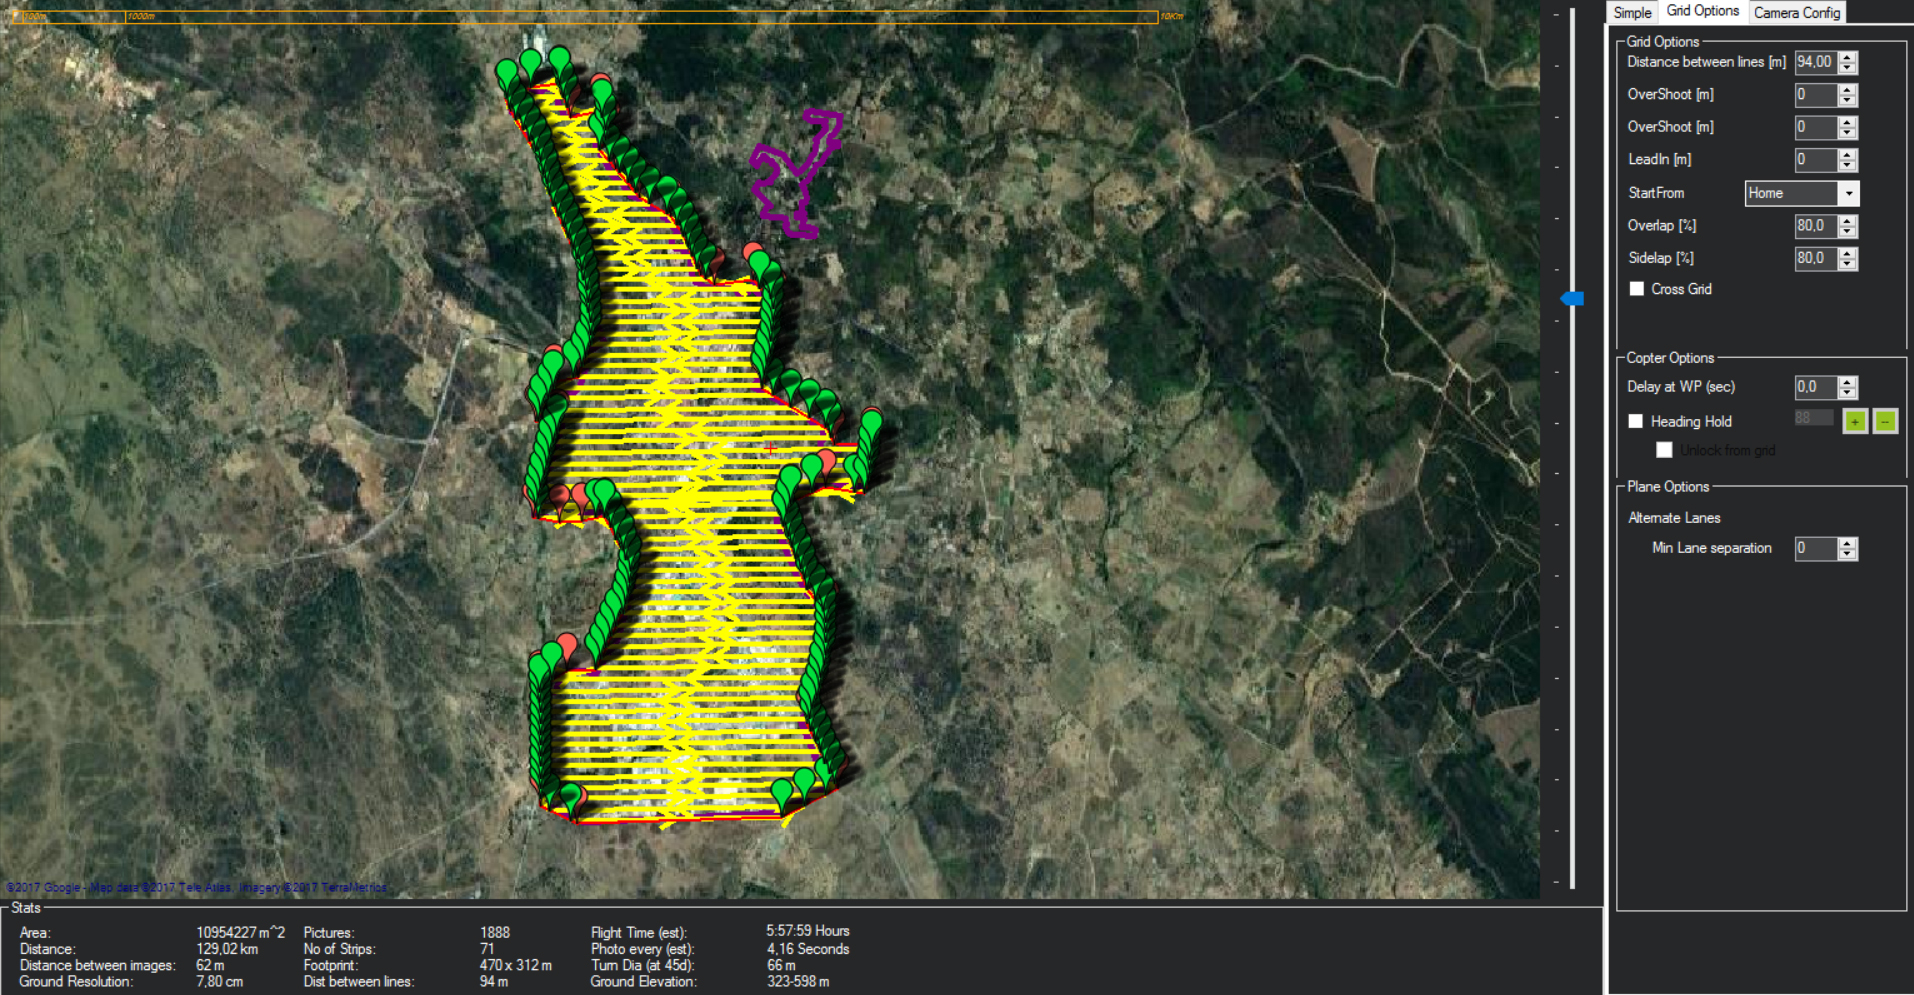 100m 1000m 10Km
Simple Grid Options Camera Config
Grid Options
Distance between lines [m] 94,00
OverShoot [m] 0
OverShoot [m] 0
LeadIn [m] 0
StartFrom Home
Overlap [%] 80,0
Sidelap [%] 80,0
Cross Grid
Copter Options
Delay at WP (sec) 0,0
Heading Hold 88 + −
Unlock from grid
Plane Options
Alternate Lanes
Min Lane separation 0
©2017 Google - Map data ©2017 Tele Atlas, Imagery ©2017 TerraMetrics
Stats
Area: 10954227 m^2 Pictures: 1888 Flight Time (est): 5:57:59 Hours
Distance: 129,02 km No of Strips: 71 Photo every (est): 4,16 Seconds
Distance between images: 62 m Footprint: 470 x 312 m Turn Dia (at 45d): 66 m
Ground Resolution: 7,80 cm Dist between lines: 94 m Ground Elevation: 323-598 m